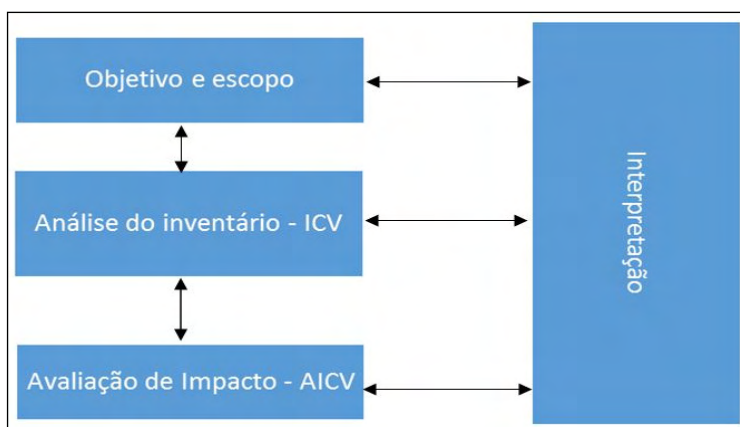 Objetivo e escopo
Análise do inventário - ICV
Avaliação de Impacto - AICV
Interpretação